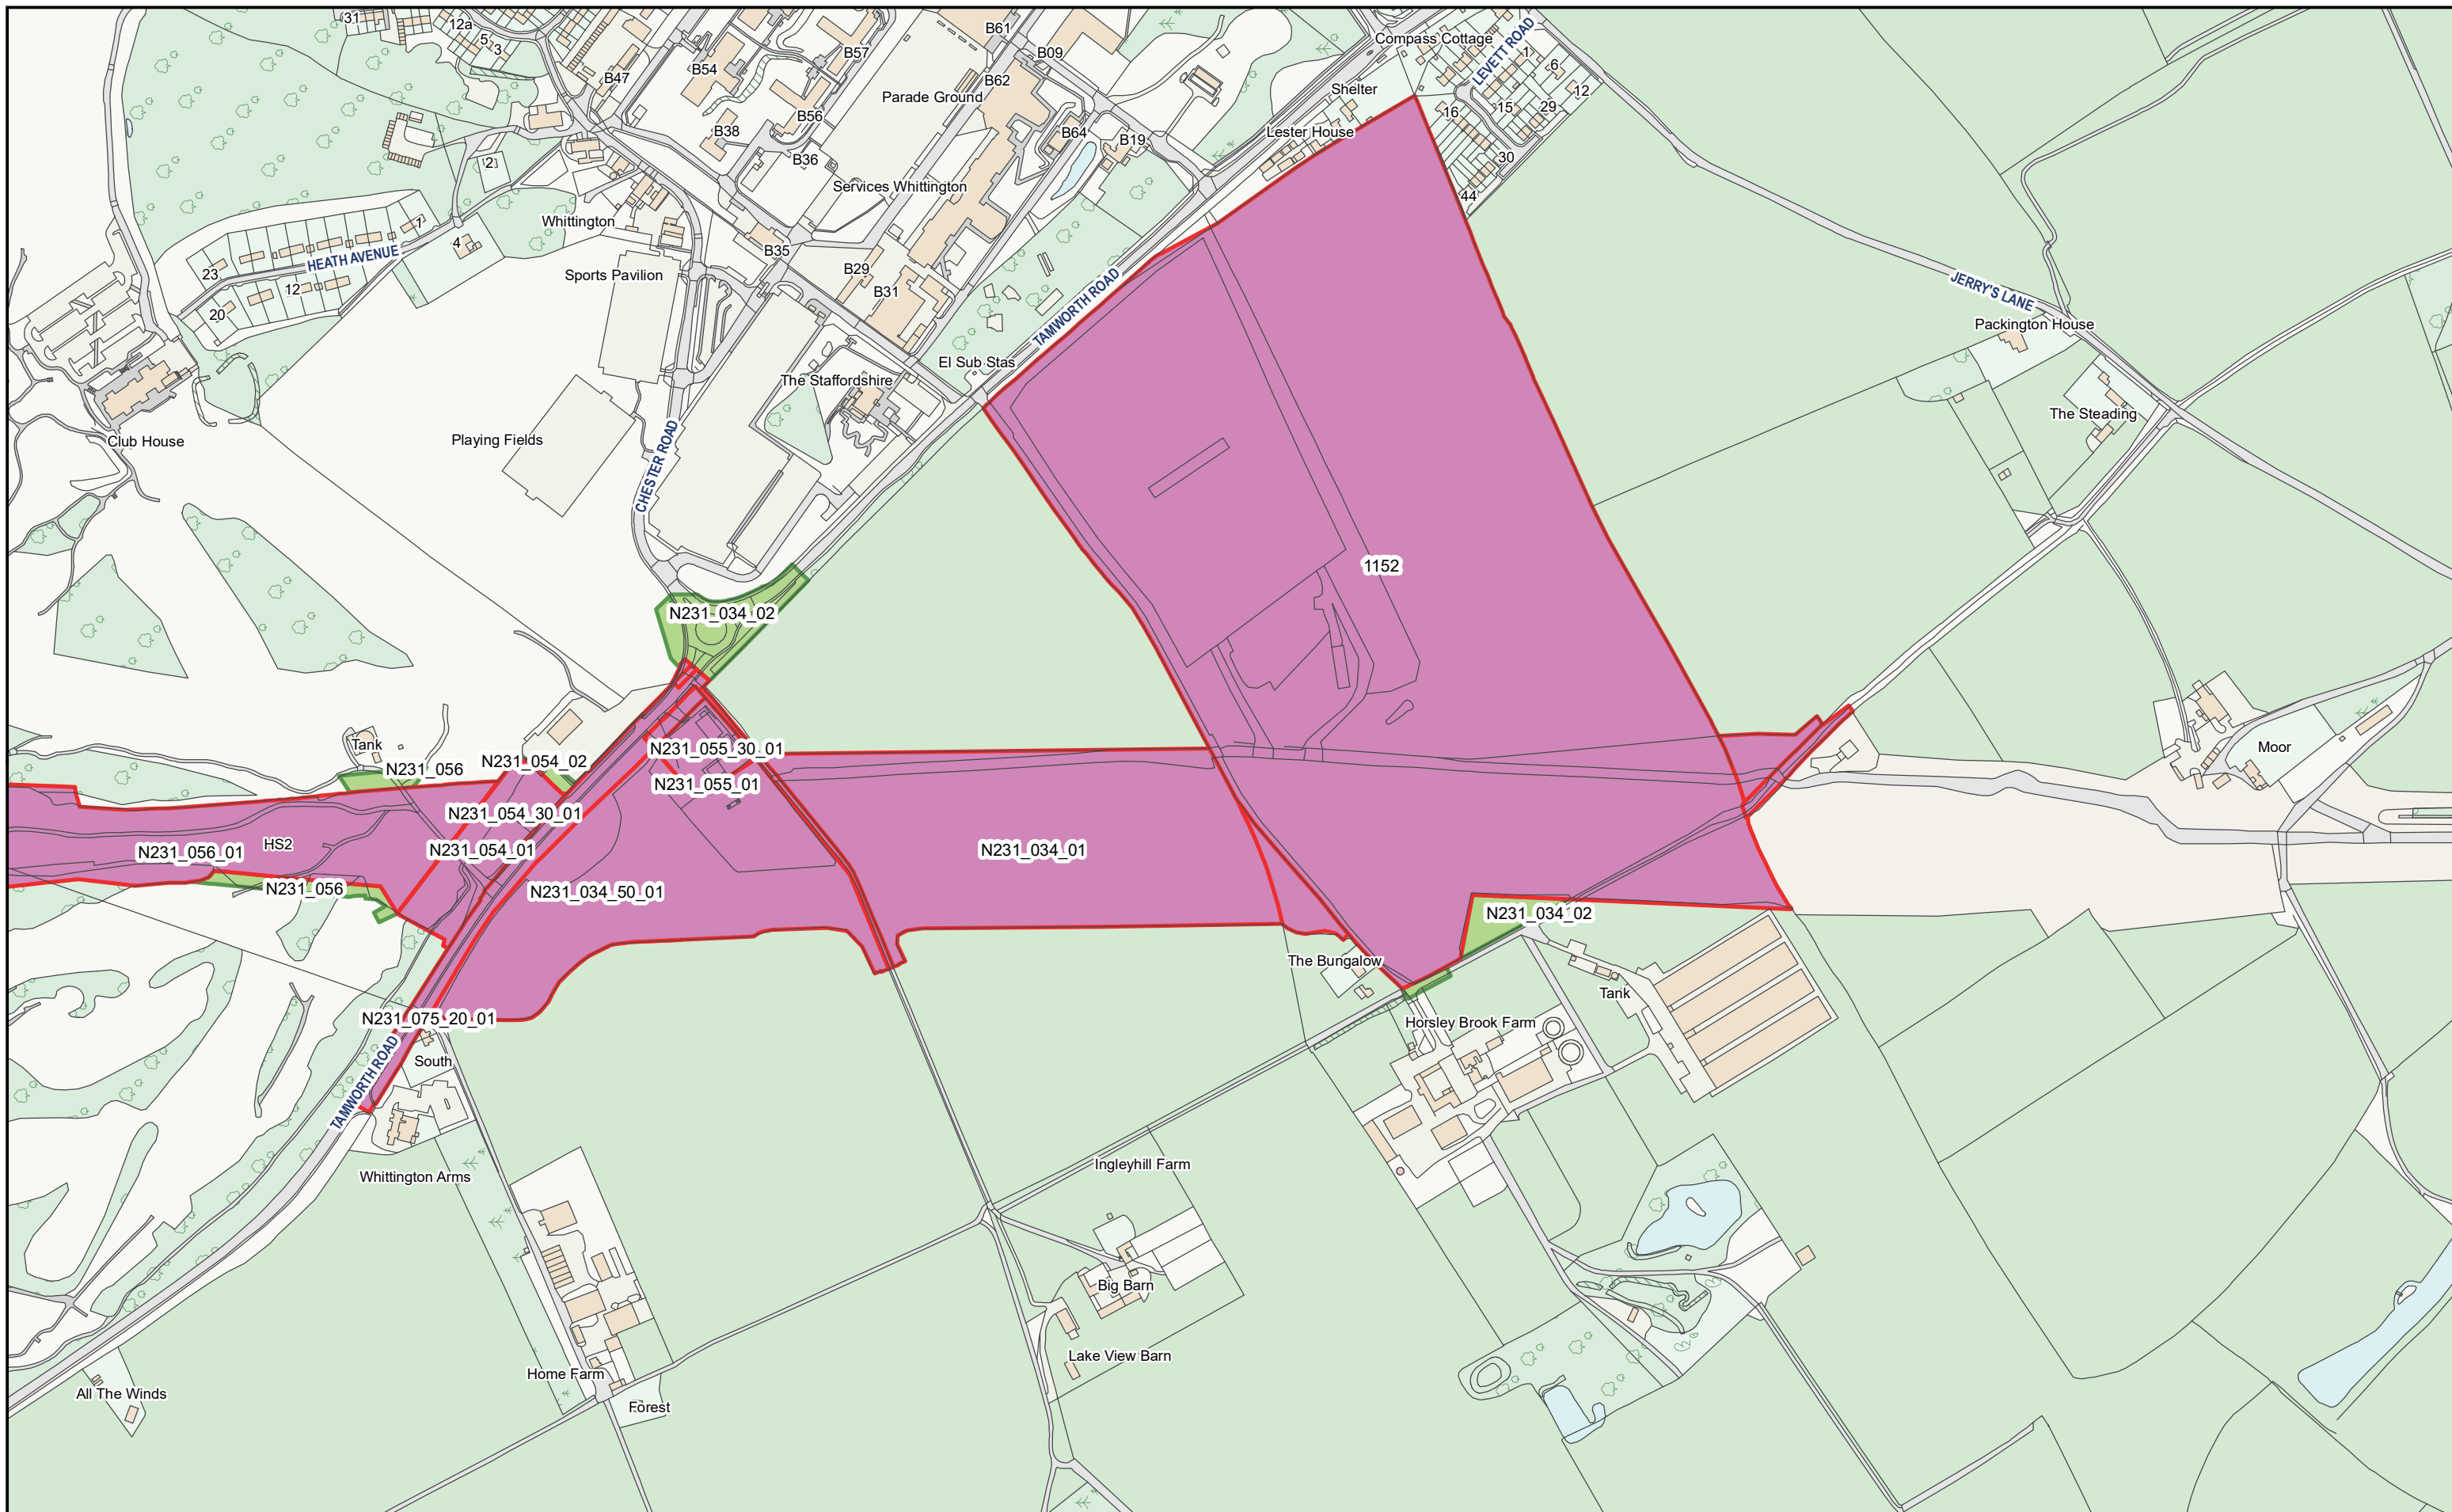 31
12a
5
3
B47
B54
B57
B61
B09
B62
Parade Ground
Compass Cottage
LEVETT ROAD
1
6
12
Shelter
16
15
29
B56
B38
B36
B64
B19
Lester House
30
44
2
Services Whittington
Whittington
1
4
HEATH AVENUE
23
12
20
B35
B29
B31
Sports Pavilion
TAMWORTH ROAD
JERRY'S LANE
Packington House
El Sub Stas
The Staffordshire
The Steading
Club House
Playing Fields
CHESTER ROAD
1152
N231_034_02
Tank
N231_056
N231_054_02
N231_055_30_01
N231_055_01
Moor
N231_054_30_01
HS2
N231_056_01
N231_054_01
N231_034_01
N231_056
N231_034_50_01
N231_034_02
The Bungalow
Tank
N231_075_20_01
Horsley Brook Farm
South
TAMWORTH ROAD
Whittington Arms
Ingleyhill Farm
Big Barn
Lake View Barn
Home Farm
All The Winds
Forest